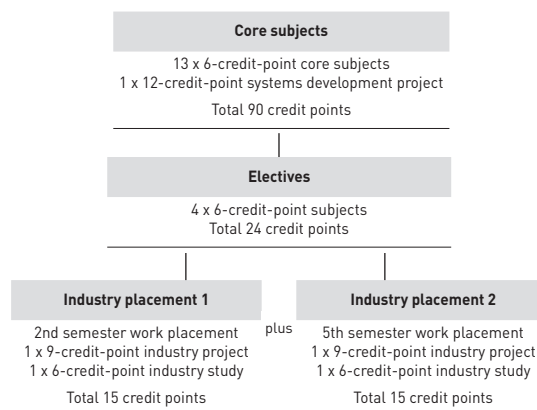 Core subjects
13 x 6-credit-point core subjects
1 x 12-credit-point systems development project
Total 90 credit points
Electives
4 x 6-credit-point subjects
Total 24 credit points
Industry placement 1
2nd semester work placement
1 x 9-credit-point industry project
1 x 6-credit-point industry study
Total 15 credit points
plus
Industry placement 2
5th semester work placement
1 x 9-credit-point industry project
1 x 6-credit-point industry study
Total 15 credit points